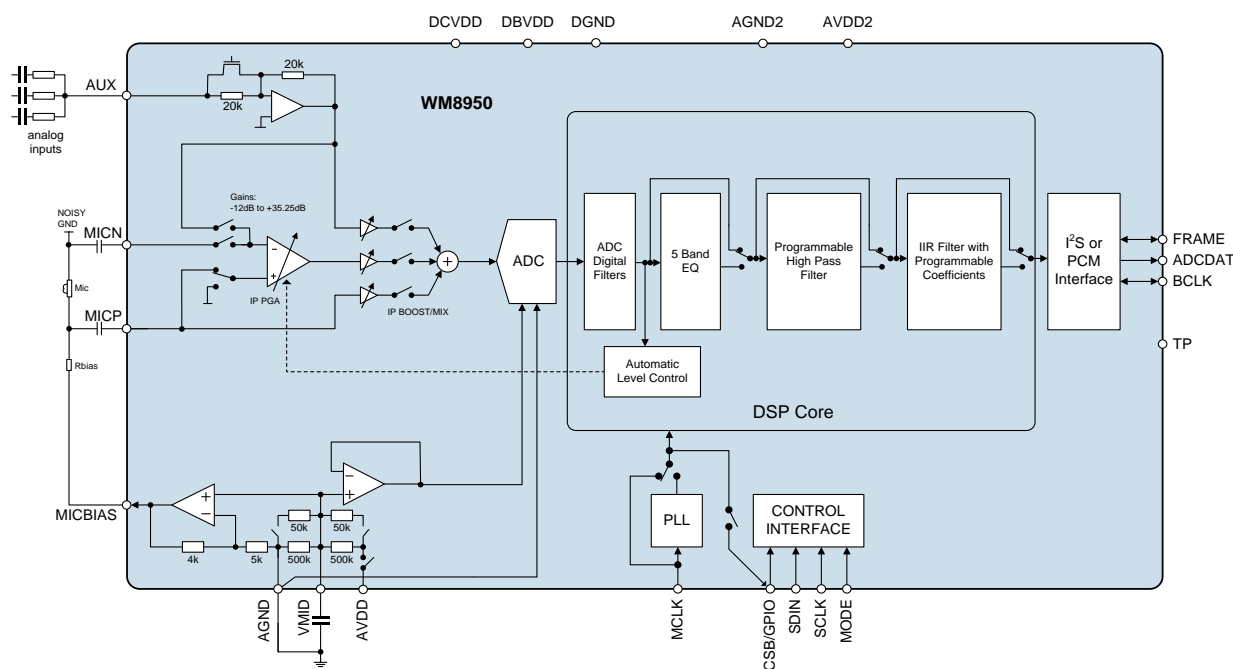 DCVDD
DBVDD
DGND
AGND2
AVDD2
AUX
analog
inputs
20k
20k
WM8950
Gains:
-12dB to +35.25dB
NOISY
GND
MICN
Mic
MICP
Rbias
IP PGA
IP BOOST/MIX
ADC
ADC
Digital
Filters
5 Band
EQ
Programmable
High Pass
Filter
IIR Filter with
Programmable
Coefficients
I2S or
PCM
Interface
FRAME
ADCDAT
BCLK
TP
Automatic
Level Control
DSP Core
MICBIAS
4k
5k
50k
50k
500k
500k
PLL
CONTROL
INTERFACE
AGND
VMID
AVDD
MCLK
CSB/GPIO
SDIN
SCLK
MODE